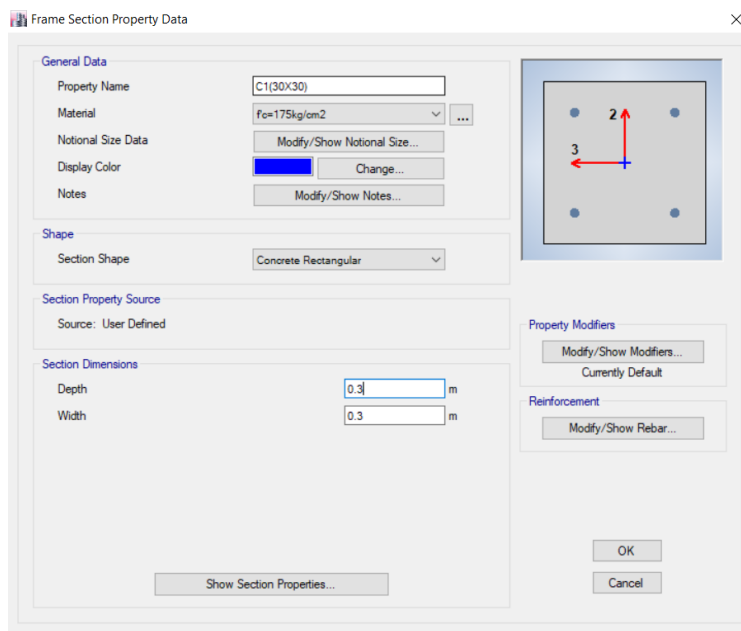 Frame Section Property Data
General Data
Property Name
C1(30X30)
Material
f'c=175kg/cm2
...
Notional Size Data
Modify/Show Notional Size...
Display Color
Change...
Notes
Modify/Show Notes...
2
3
Shape
Section Shape
Concrete Rectangular
Section Property Source
Source: User Defined
Section Dimensions
Depth
0.3
m
Width
0.3
m
Show Section Properties...
Property Modifiers
Modify/Show Modifiers...
Currently Default
Reinforcement
Modify/Show Rebar...
OK
Cancel